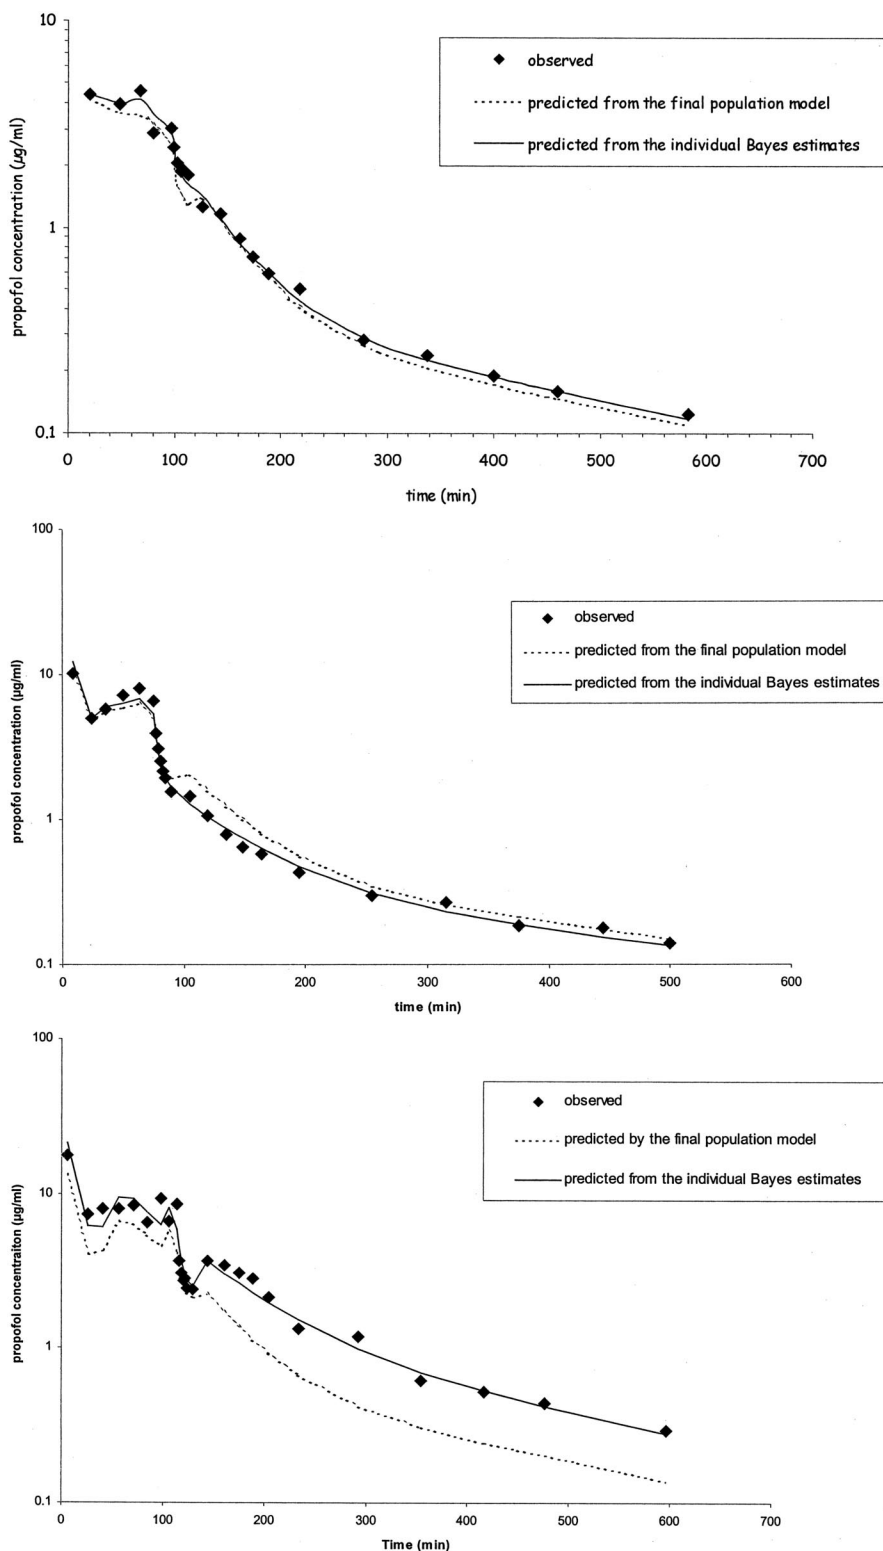 10
observed
predicted from the final population model
predicted from the individual Bayes estimates
1
0.1
propofol concentration (µg/ml)
0 100 200 300 400 500 600 700
time (min)
100
observed
predicted from the final population model
predicted from the individual Bayes estimates
10
1
0.1
propofol concentration (µg/ml)
0 100 200 300 400 500 600
time (min)
100
observed
predicted by the final population model
predicted from the individual Bayes estimates
10
1
0.1
propofol concentraiton (µg/ml)
0 100 200 300 400 500 600 700
Time (min)